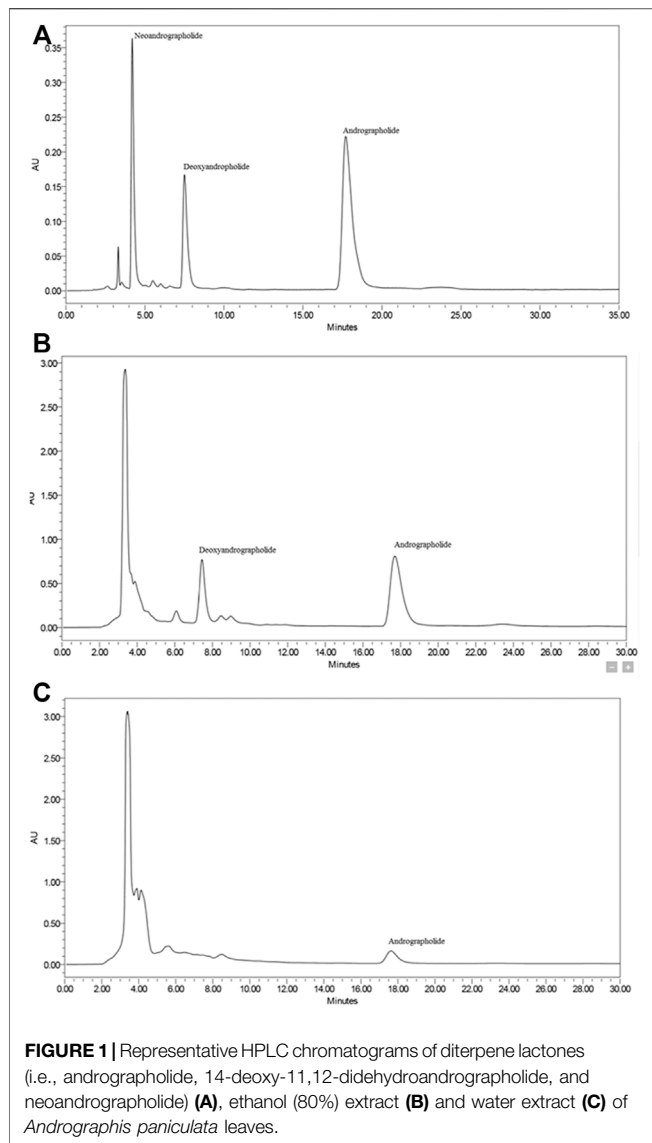 A
Neoandrographolide
Deoxyandropholide
Andrographolide
AU
0.35
0.30
0.25
0.20
0.15
0.10
0.05
0.00
0.00 5.00 10.00 15.00 20.00 25.00 30.00 35.00
Minutes
B
Deoxyandrographolide
Andrographolide
AU
3.00
2.50
2.00
1.50
1.00
0.50
0.00
0.00 2.00 4.00 6.00 8.00 10.00 12.00 14.00 16.00 18.00 20.00 22.00 24.00 26.00 28.00 30.00
Minutes
C
Andrographolide
AU
3.00
2.50
2.00
1.50
1.00
0.50
0.00
0.00 2.00 4.00 6.00 8.00 10.00 12.00 14.00 16.00 18.00 20.00 22.00 24.00 26.00 28.00 30.00
Minutes
FIGURE 1 | Representative HPLC chromatograms of diterpene lactones
(i.e., andrographolide, 14-deoxy-11,12-didehydroandrographolide, and
neoandrographolide) (A), ethanol (80%) extract (B) and water extract (C) of
Andrographis paniculata leaves.